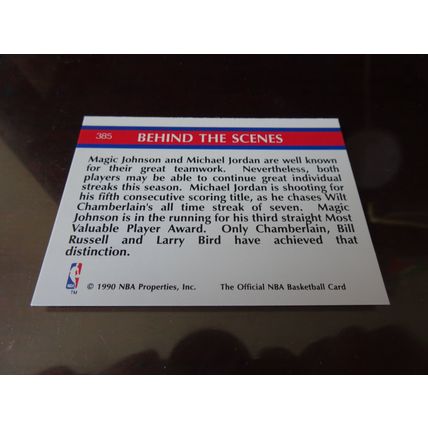 385 BEHIND THE SCENES
Magic Johnson and Michael Jordan are well known
for their great teamwork. Nevertheless, both
players may be able to continue great individual
streaks this season. Michael Jordan is shooting for
his fifth consecutive scoring title, as he chases Wilt
Chamberlain's all time streak of seven. Magic
Johnson is in the running for his third straight Most
Valuable Player Award. Only Chamberlain, Bill
Russell and Larry Bird have achieved that
distinction.
© 1990 NBA Properties, Inc. The Official NBA Basketball Card
TM